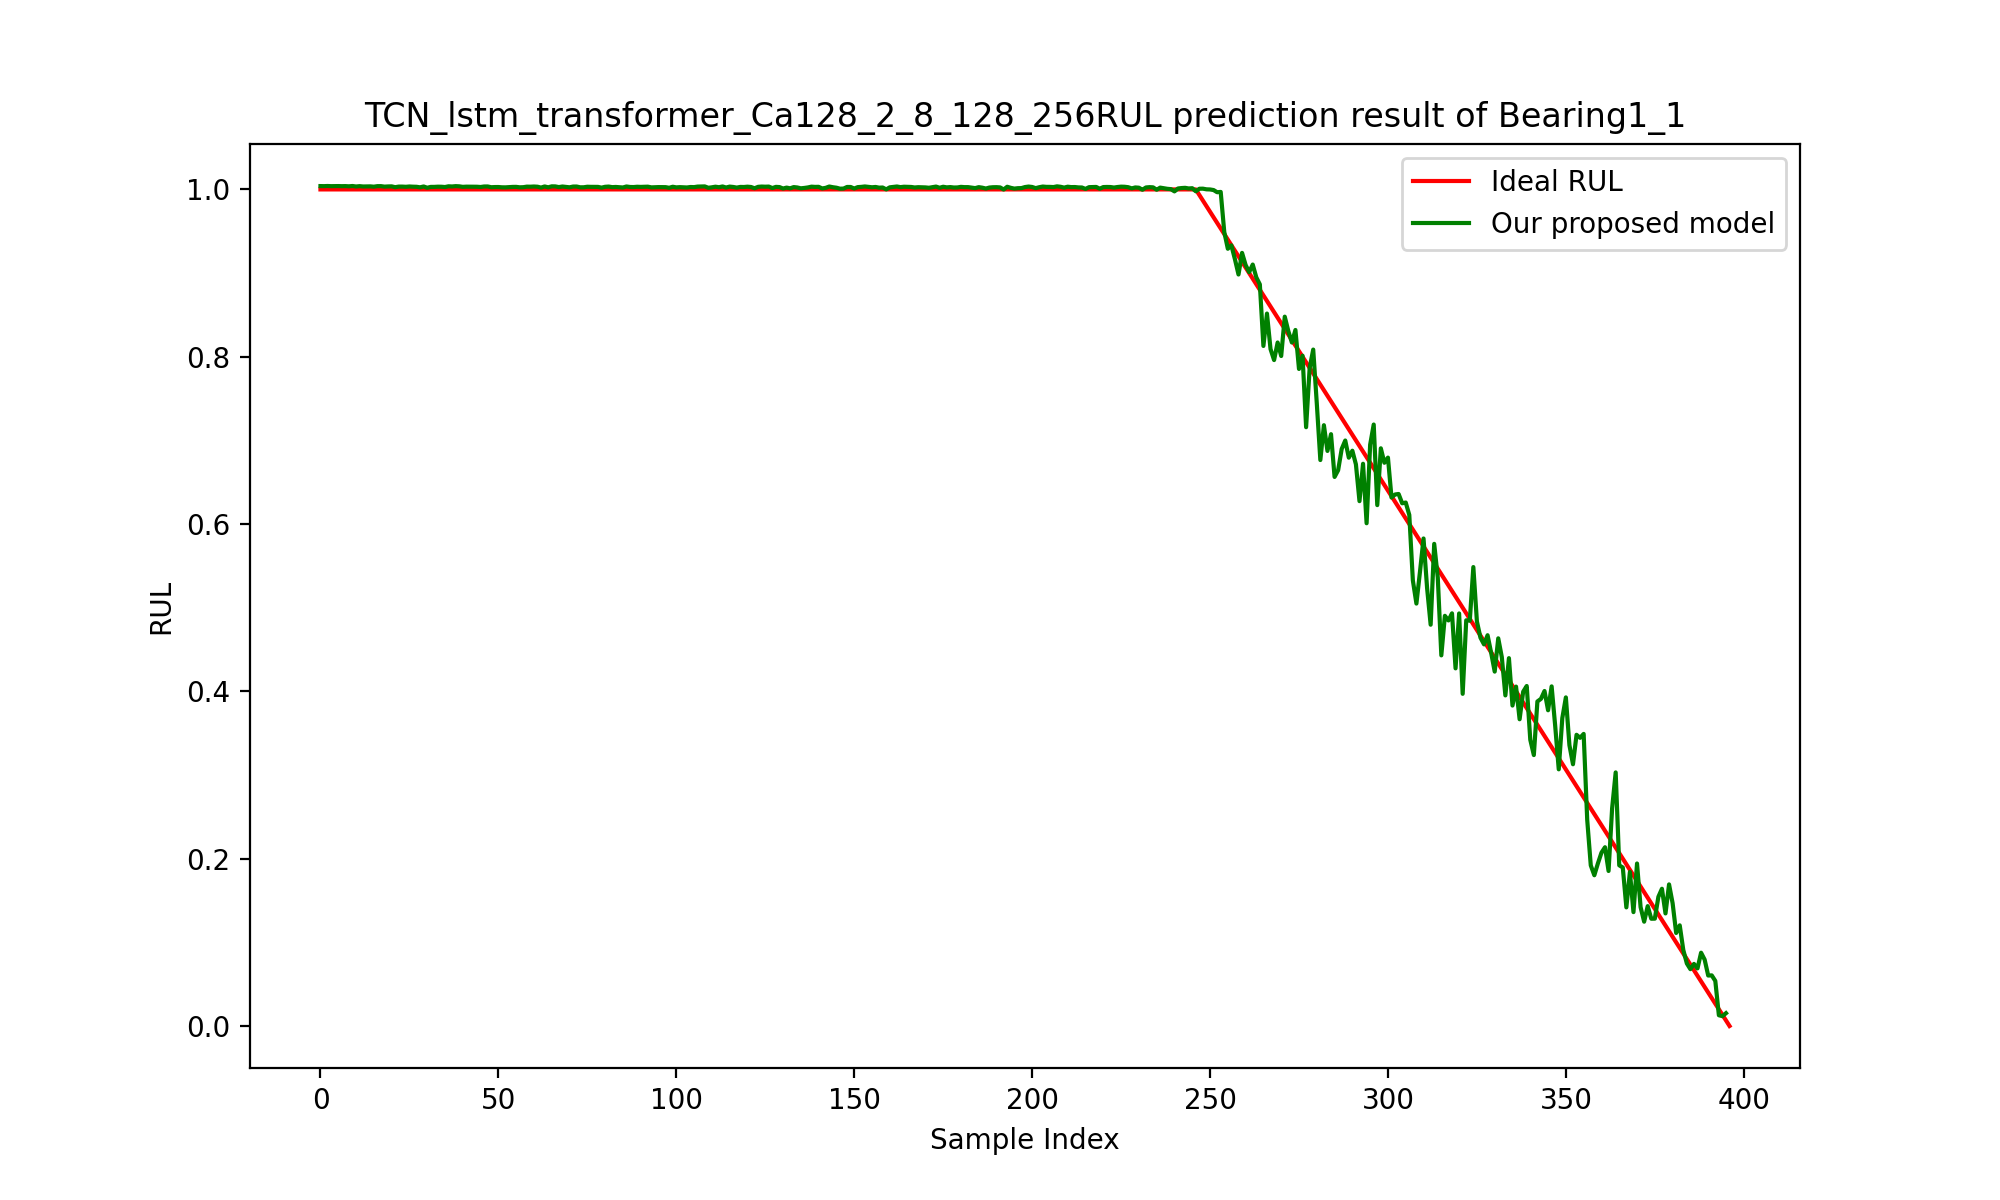 TCN_lstm_transformer_Ca128_2_8_128_256RUL prediction result of Bearing1_1
Ideal RUL
Our proposed model
1.0
0.8
0.6
0.4
0.2
0.0
RUL
0 50 100 150 200 250 300 350 400
Sample Index